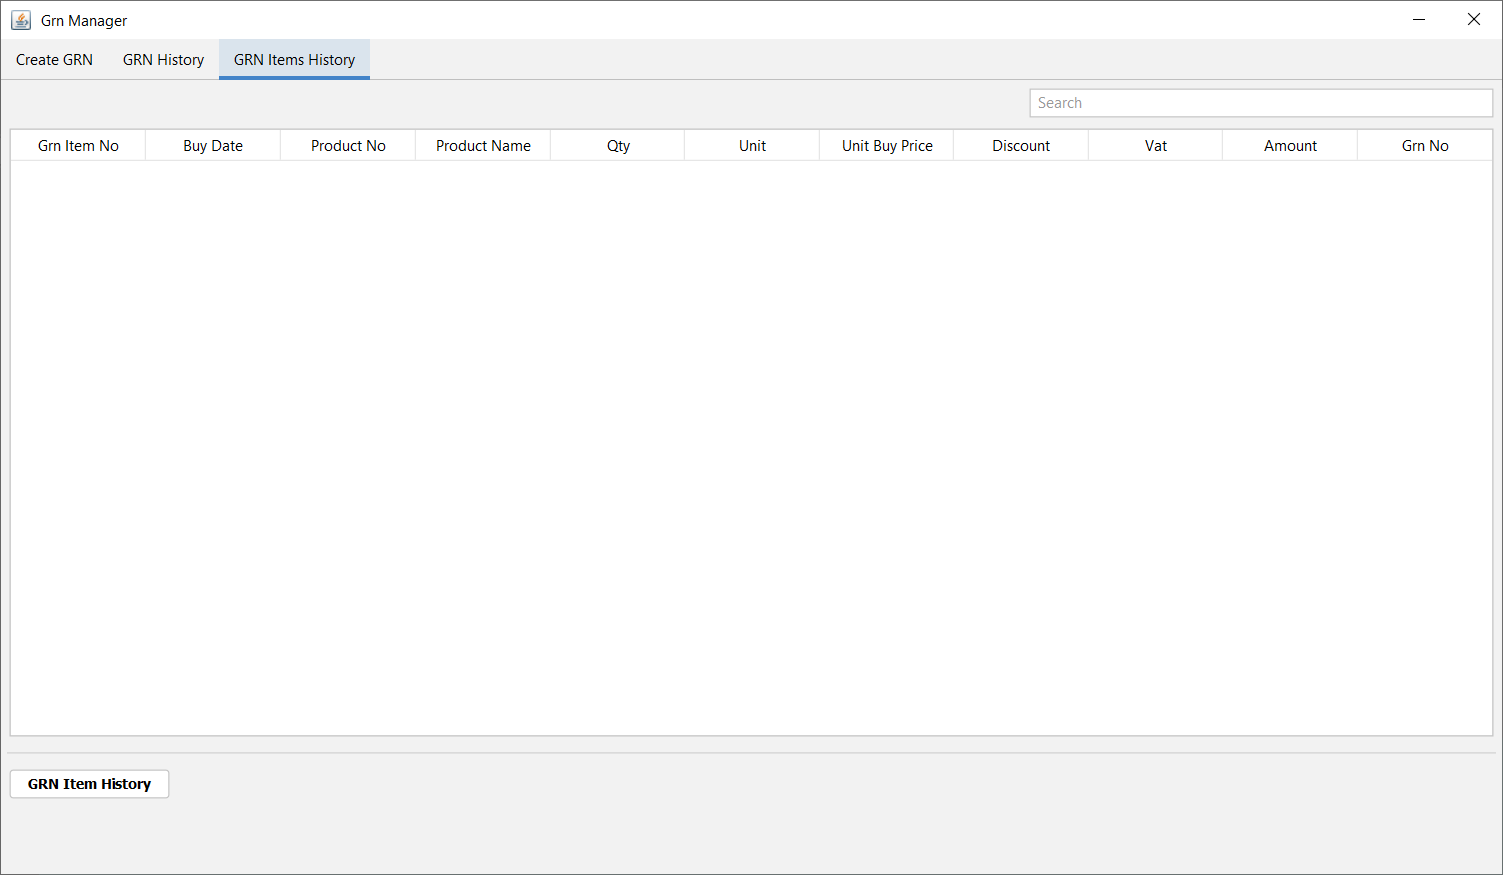 Grn Manager
Create GRN GRN History GRN Items History
Search
Grn Item No Buy Date Product No Product Name Qty Unit Unit Buy Price Discount Vat Amount Grn No
GRN Item History